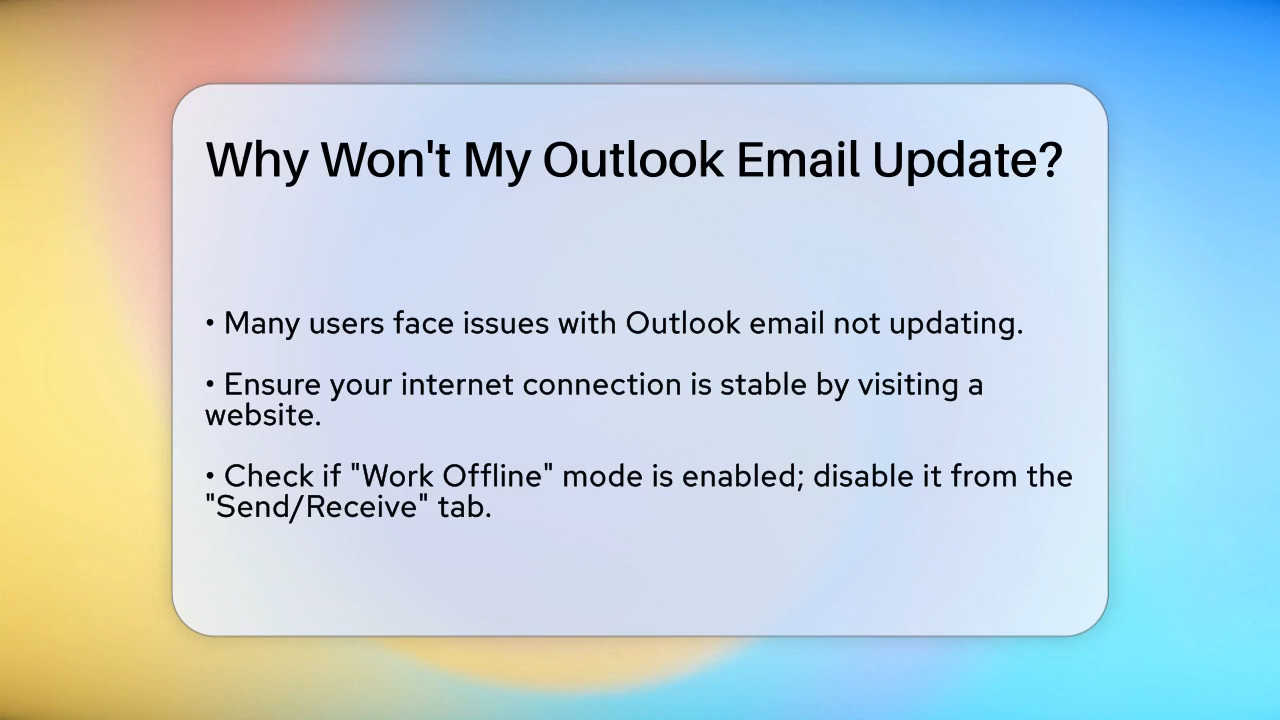 Why Won't My Outlook Email Update?
• Many users face issues with Outlook email not updating.
• Ensure your internet connection is stable by visiting a
website.
• Check if "Work Offline" mode is enabled; disable it from the
"Send/Receive" tab.